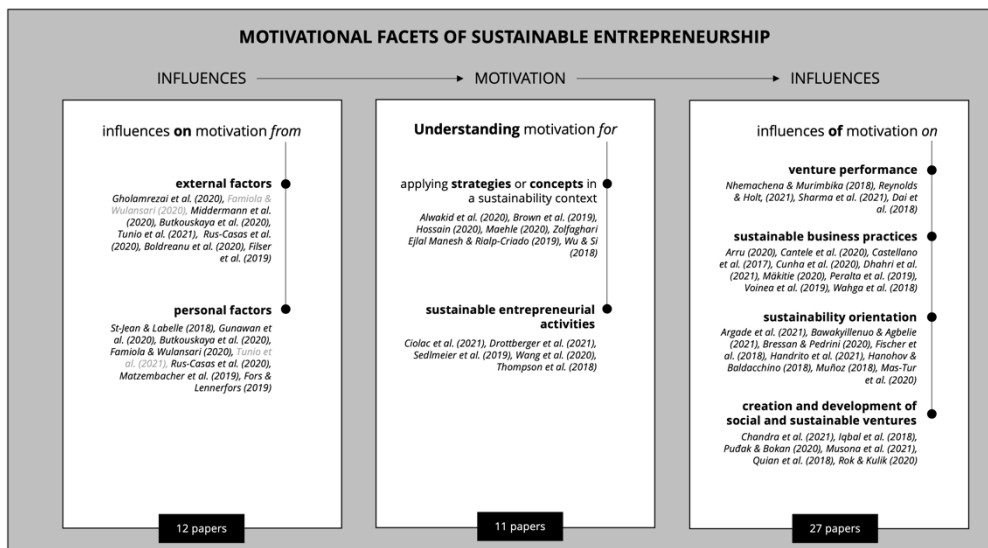 MOTIVATIONAL FACETS OF SUSTAINABLE ENTREPRENEURSHIP
INFLUENCES
MOTIVATION
INFLUENCES
influences on motivation from
external factors
Gholamrezai et al. (2020), Famiola &
Wulansari (2020), Middermann et al.
(2020), Butkouskaya et al. (2020),
Tunio et al. (2021), Rus-Casas et al.
(2020), Boldreanu et al. (2020), Filser
et al. (2019)
personal factors
St-Jean & Labelle (2018), Gunawan et
al. (2020), Butkouskaya et al. (2020),
Famiola & Wulansari (2020), Tunio et
al. (2021), Rus-Casas et al. (2020),
Matzembacher et al. (2019), Fors &
Lennerfors (2019)
12 papers
Understanding motivation for
applying strategies or concepts in
a sustainability context
Alwakid et al. (2020), Brown et al. (2019),
Hossain (2020), Maehle (2020), Zolfaghari
Ejlal Manesh & Rialp-Criado (2019), Wu & Si
(2018)
sustainable entrepreneurial
activities
Ciolac et al. (2021), Drottberger et al. (2021),
Sedlmeier et al. (2019), Wang et al. (2020),
Thompson et al. (2018)
11 papers
influences of motivation on
venture performance
Nhemachena & Murimbika (2018), Reynolds
& Holt, (2021), Sharma et al. (2021), Dai et
al. (2018)
sustainable business practices
Arru (2020), Cantele et al. (2020), Castellano
et al. (2017), Cunha et al. (2020), Dhahri et al.
(2021), Mäkitie (2020), Peralta et al. (2019),
Voinea et al. (2019), Wahga et al. (2018)
sustainability orientation
Argade et al. (2021), Bawakyillenuo & Agbelie
(2021), Bressan & Pedrini (2020), Fischer et
al. (2018), Handrito et al. (2021), Hanohov &
Baldacchino (2018), Muñoz (2018), Mas-Tur
et al. (2020)
creation and development of
social and sustainable ventures
Chandra et al. (2021), Iqbal et al. (2018),
Puđak & Bokan (2020), Musona et al. (2021),
Quian et al. (2018), Rok & Kulik (2020)
27 papers